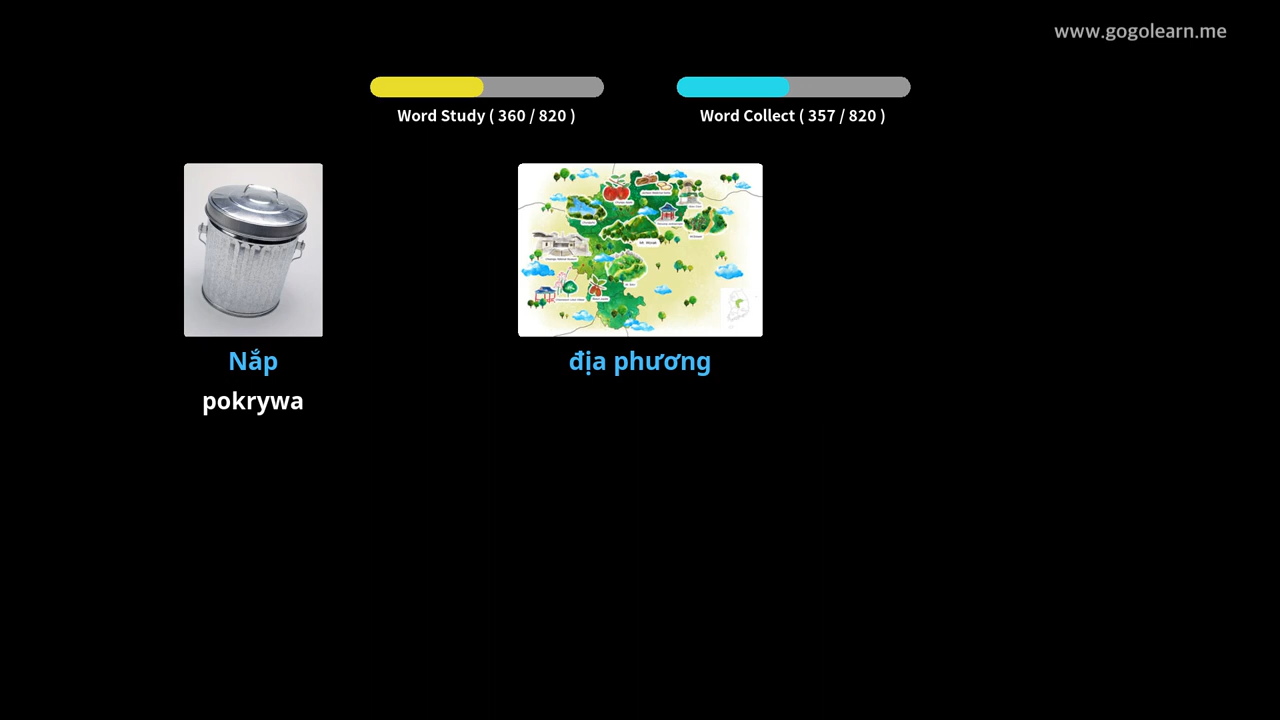 www.gogolearn.me
Word Study ( 360 / 820 )
Word Collect ( 357 / 820 )
Nắp
pokrywa
địa phương